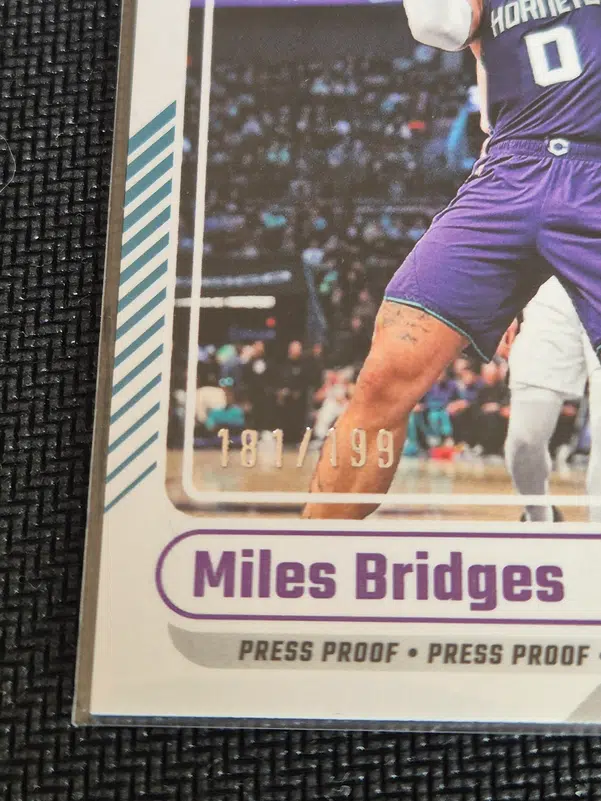 HORNETS
0
181/199
Miles Bridges
PRESS PROOF • PRESS PROOF •